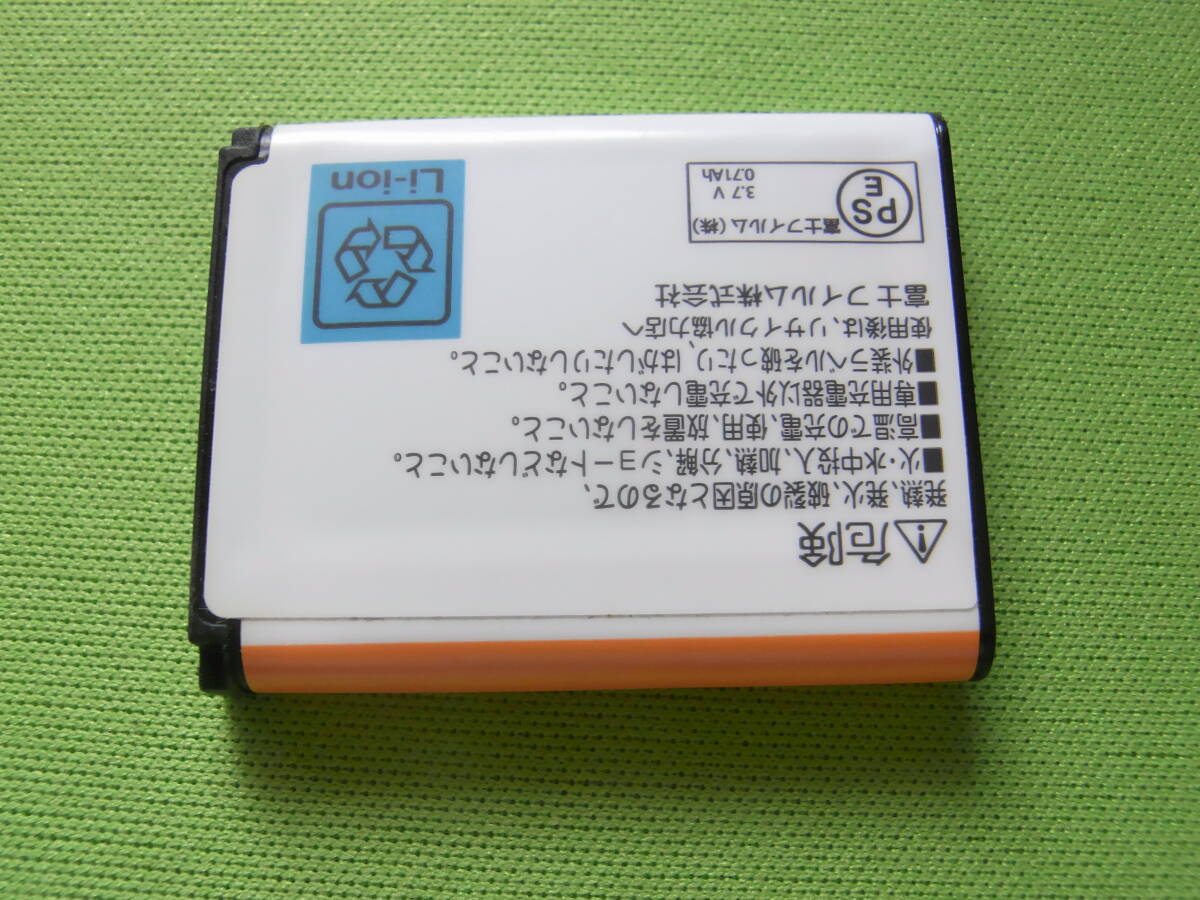 ⚠危険
発熱、発火、破裂の原因となるので、
■火・水中投入、加熱、分解、ショートなどしないこと。
■高温での充電、使用、放置をしないこと。
■専用充電器以外で充電しないこと。
■外装ラベルを破ったり、はがしたりしないこと。
使用後は、リサイクル協力店へ
富士フイルム株式会社
PS
E
富士フイルム(株)
3.7 V
0.71Ah
Li-ion